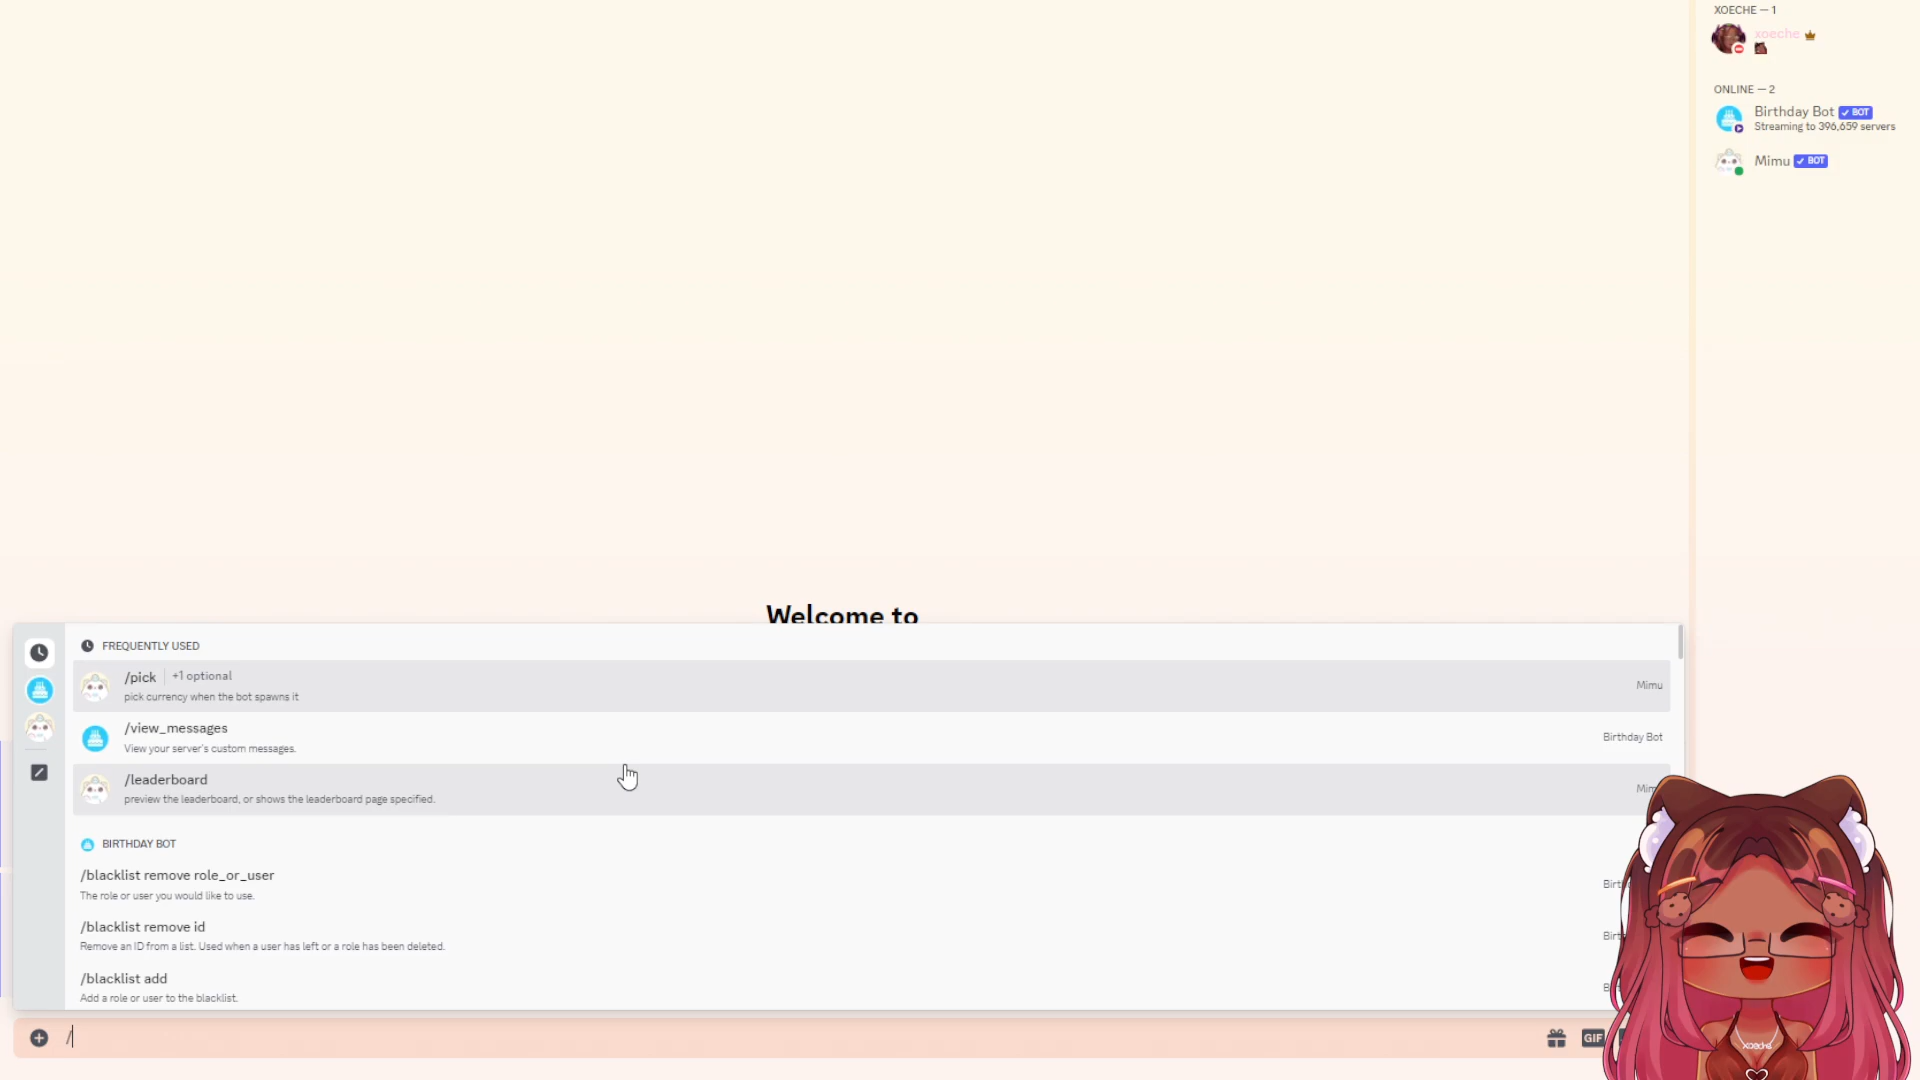 XOECHE — 1
xoeche
ONLINE — 2
Birthday Bot ✓ BOT
Streaming to 396,659 servers
Mimu ✓ BOT
Welcome to
FREQUENTLY USED
/pick +1 optional
pick currency when the bot spawns it
Mimu
/view_messages
View your server's custom messages.
Birthday Bot
/leaderboard
preview the leaderboard, or shows the leaderboard page specified.
BIRTHDAY BOT
/blacklist remove role_or_user
The role or user you would like to use.
/blacklist remove id
Remove an ID from a list. Used when a user has left or a role has been deleted.
/blacklist add
Add a role or user to the blacklist.
/
GIF
xoeche